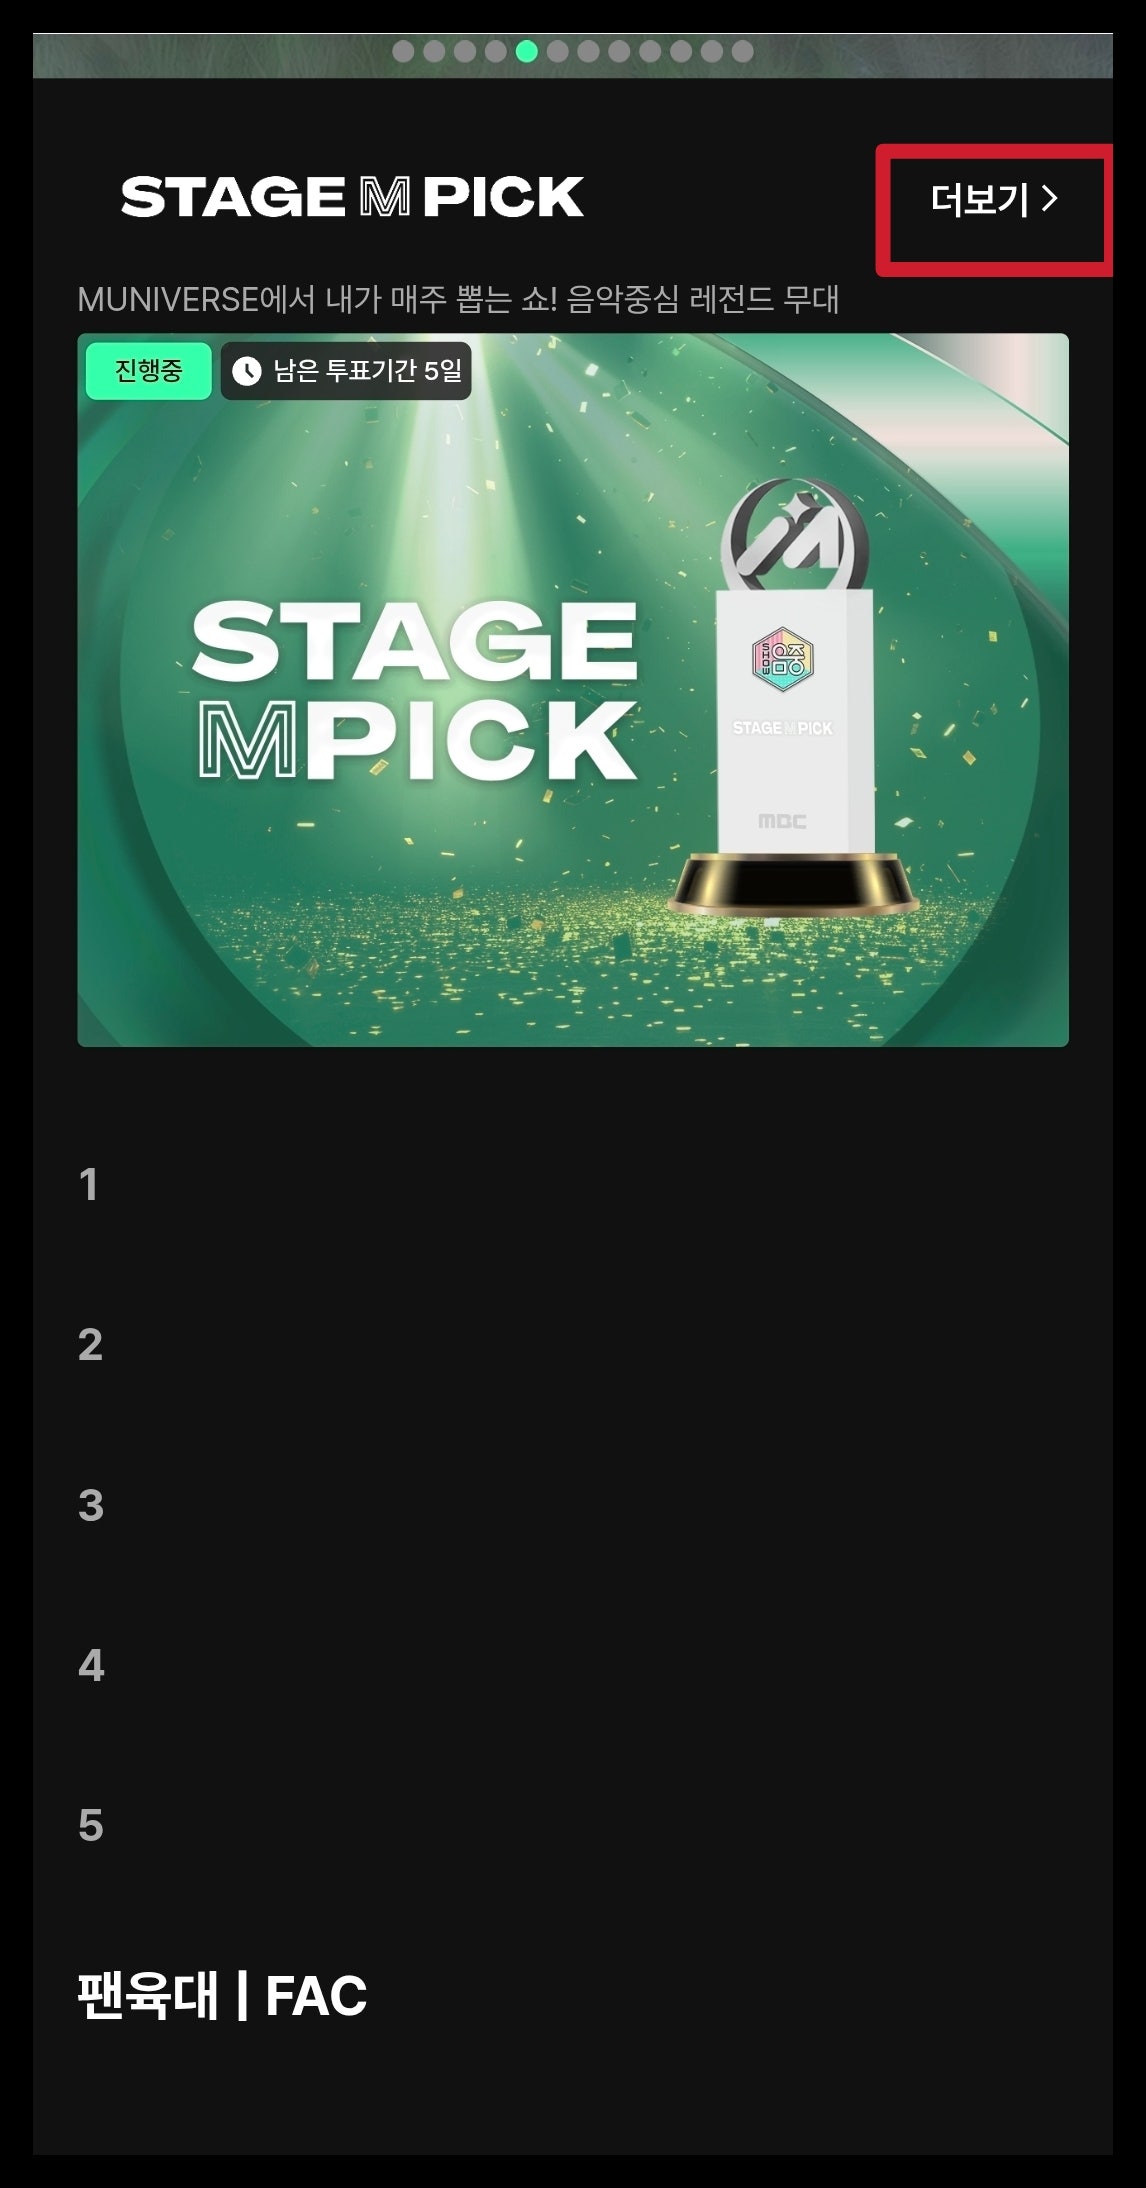 STAGE M PICK
더보기 >
MUNIVERSE에서 내가 매주 뽑는 쇼! 음악중심 레전드 무대
진행중
남은 투표기간 5일
STAGE
MPICK
SHOW
음중
STAGE M PICK
MBC
1
2
3
4
5
팬육대 | FAC